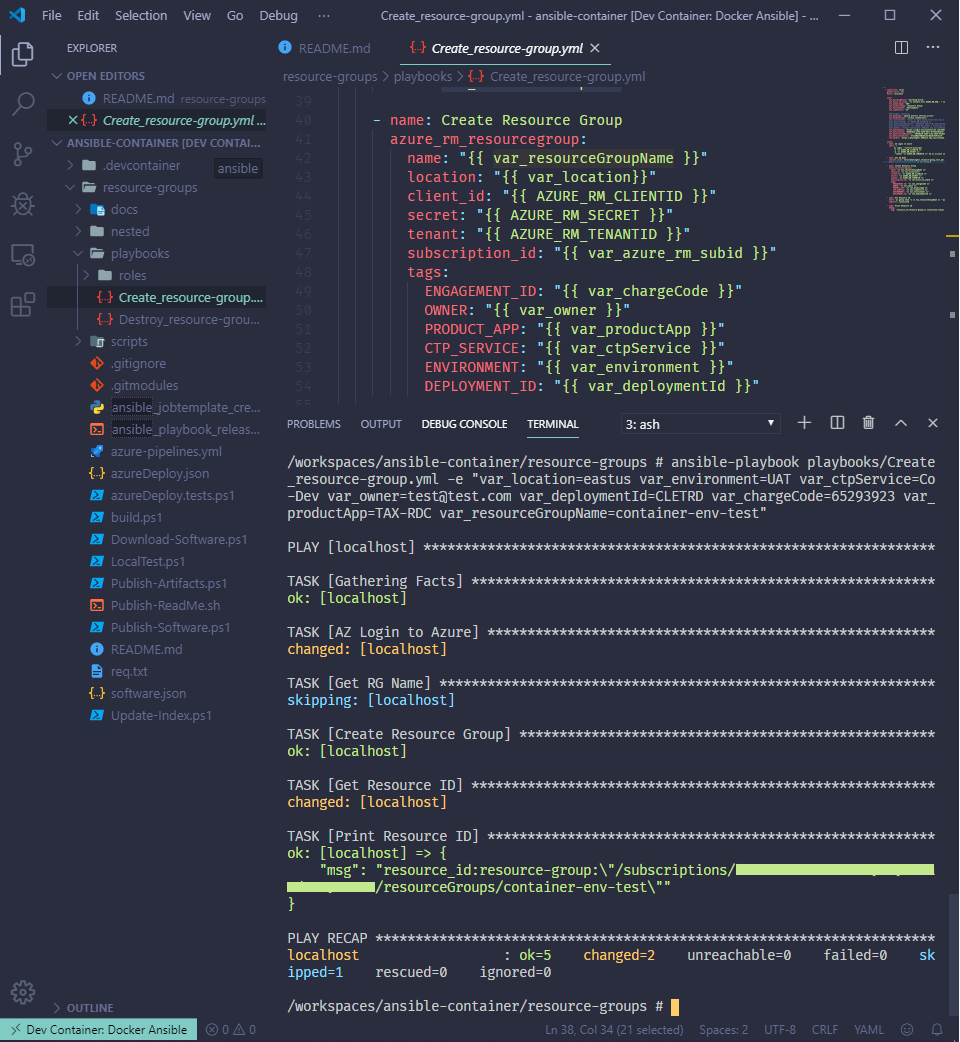 File Edit Selection View Go Debug ··· Create_resource-group.yml - ansible-container [Dev Container: Docker Ansible] - ...
EXPLORER
OPEN EDITORS
README.md resource-groups
Create_resource-group.yml ...
ANSIBLE-CONTAINER [DEV CONTAI...
.devcontainer
ansible
resource-groups
docs
nested
playbooks
roles
Create_resource-group....
Destroy_resource-grou...
scripts
.gitignore
.gitmodules
ansible_jobtemplate_cre...
ansible_playbook_releas...
azure-pipelines.yml
azureDeploy.json
azureDeploy.tests.ps1
build.ps1
Download-Software.ps1
LocalTest.ps1
Publish-Artifacts.ps1
Publish-ReadMe.sh
Publish-Software.ps1
README.md
req.txt
software.json
Update-Index.ps1
OUTLINE
README.md Create_resource-group.yml
resource-groups > playbooks > Create_resource-group.yml
39
40 - name: Create Resource Group
41 azure_rm_resourcegroup:
42 name: "{{ var_resourceGroupName }}"
43 location: "{{ var_location}}"
44 client_id: "{{ AZURE_RM_CLIENTID }}"
45 secret: "{{ AZURE_RM_SECRET }}"
46 tenant: "{{ AZURE_RM_TENANTID }}"
47 subscription_id: "{{ var_azure_rm_subid }}"
48 tags:
49 ENGAGEMENT_ID: "{{ var_chargeCode }}"
50 OWNER: "{{ var_owner }}"
51 PRODUCT_APP: "{{ var_productApp }}"
52 CTP_SERVICE: "{{ var_ctpService }}"
53 ENVIRONMENT: "{{ var_environment }}"
54 DEPLOYMENT_ID: "{{ var_deploymentId }}"
55
PROBLEMS OUTPUT DEBUG CONSOLE TERMINAL 3: ash
/workspaces/ansible-container/resource-groups # ansible-playbook playbooks/Create
_resource-group.yml -e "var_location=eastus var_environment=UAT var_ctpService=Co
-Dev var_owner=test@test.com var_deploymentId=CLETRD var_chargeCode=65293923 var_
productApp=TAX-RDC var_resourceGroupName=container-env-test"
PLAY [localhost] ****************************************************************
TASK [Gathering Facts] **********************************************************
ok: [localhost]
TASK [AZ Login to Azure] ********************************************************
changed: [localhost]
TASK [Get RG Name] **************************************************************
skipping: [localhost]
TASK [Create Resource Group] ****************************************************
ok: [localhost]
TASK [Get Resource ID] **********************************************************
changed: [localhost]
TASK [Print Resource ID] ********************************************************
ok: [localhost] => {
"msg": "resource_id:resource-group:\"/subscriptions/
/resourceGroups/container-env-test\""
}
PLAY RECAP **********************************************************************
localhost : ok=5 changed=2 unreachable=0 failed=0 sk
ipped=1 rescued=0 ignored=0
/workspaces/ansible-container/resource-groups #
Dev Container: Docker Ansible 0 0 Ln 38, Col 34 (21 selected) Spaces: 2 UTF-8 CRLF YAML